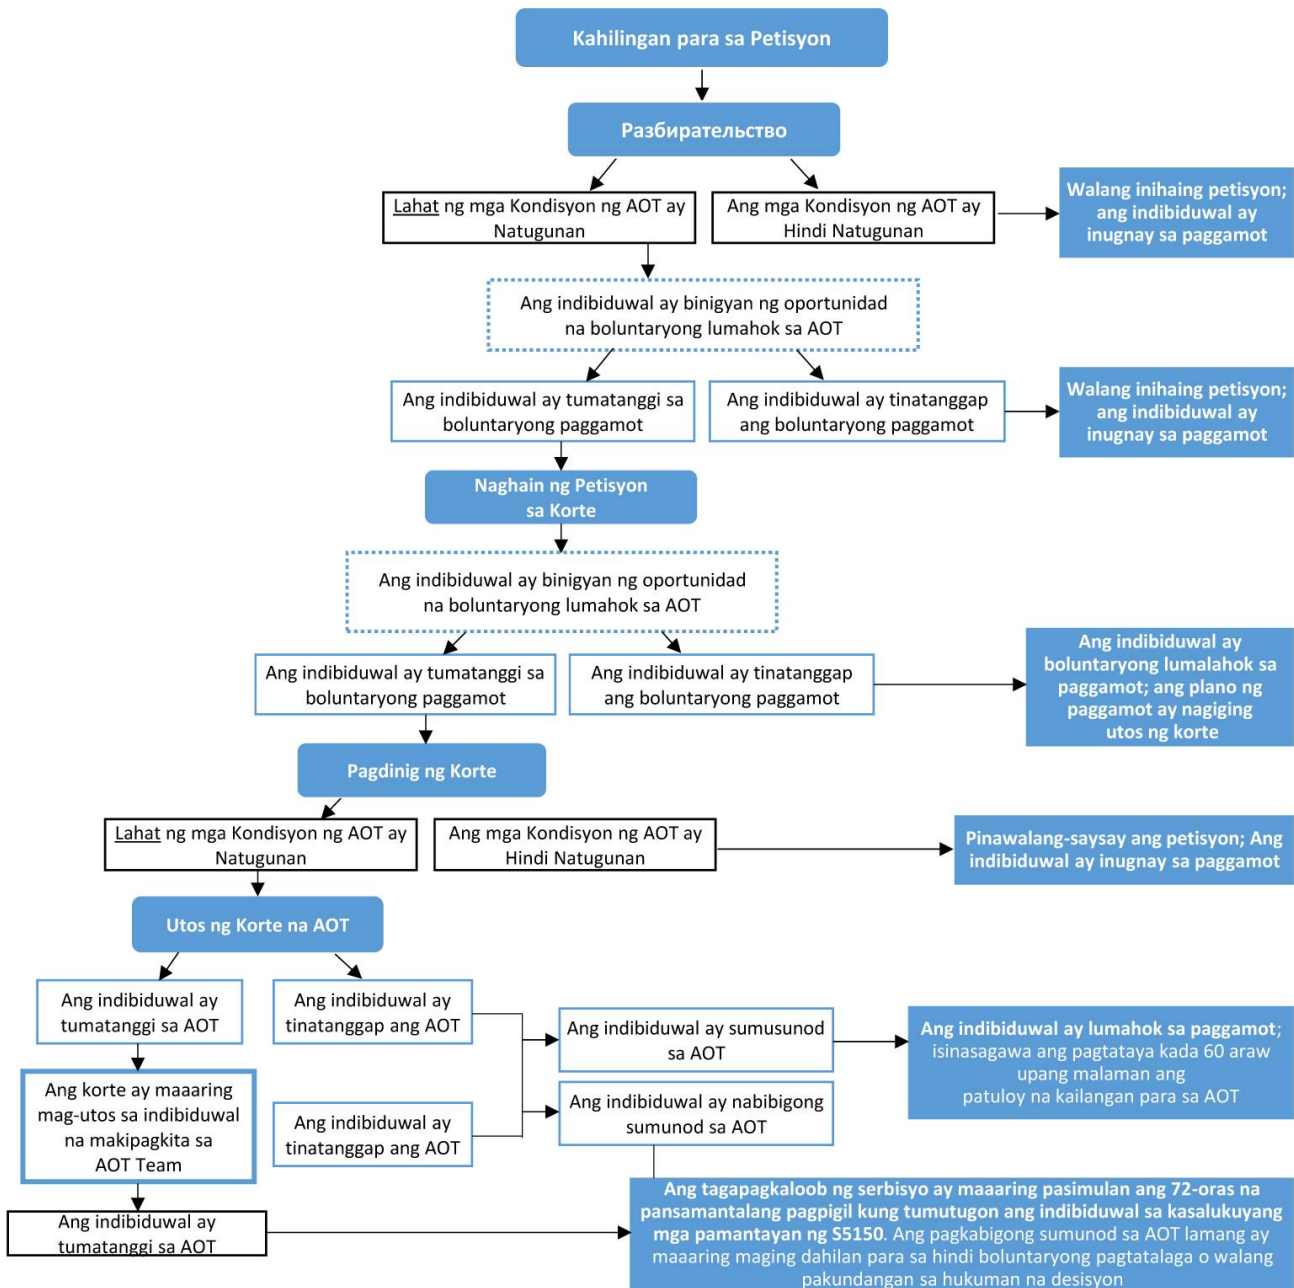 Kahilingan para sa Petisyon
Разбирательство
Lahat ng mga Kondisyon ng AOT ay
Natugunan
Ang mga Kondisyon ng AOT ay
Hindi Natugunan
Walang inihaing petisyon;
ang indibiduwal ay
inugnay sa paggamot
Ang indibiduwal ay binigyan ng oportunidad
na boluntaryong lumahok sa AOT
Ang indibiduwal ay tumatanggi sa
boluntaryong paggamot
Ang indibiduwal ay tinatanggap
ang boluntaryong paggamot
Walang inihaing petisyon;
ang indibiduwal ay
inugnay sa paggamot
Naghain ng Petisyon
sa Korte
Ang indibiduwal ay binigyan ng oportunidad
na boluntaryong lumahok sa AOT
Ang indibiduwal ay tumatanggi sa
boluntaryong paggamot
Ang indibiduwal ay tinatanggap
ang boluntaryong paggamot
Ang indibiduwal ay
boluntaryong lumalahok sa
paggamot; ang plano ng
paggamot ay nagiging
utos ng korte
Pagdinig ng Korte
Lahat ng mga Kondisyon ng AOT ay
Natugunan
Ang mga Kondisyon ng AOT ay
Hindi Natugunan
Pinawalang-saysay ang petisyon; Ang
indibiduwal ay inugnay sa paggamot
Utos ng Korte na AOT
Ang indibiduwal ay
tumatanggi sa AOT
Ang indibiduwal ay
tinatanggap ang AOT
Ang indibiduwal ay sumusunod
sa AOT
Ang indibiduwal ay lumahok sa paggamot;
isinasagawa ang pagtataya kada 60 araw
upang malaman ang
patuloy na kailangan para sa AOT
Ang korte ay maaaring
mag-utos sa indibiduwal
na makipagkita sa
AOT Team
Ang indibiduwal ay
tinatanggap ang AOT
Ang indibiduwal ay nabibigong
sumunod sa AOT
Ang indibiduwal ay
tumatanggi sa AOT
Ang tagapagkaloob ng serbisyo ay maaaring pasimulan ang 72-oras na
pansamantalang pagpigil kung tumutugon ang indibiduwal sa kasalukuyang
mga pamantayan ng S5150. Ang pagkabigong sumunod sa AOT lamang ay
maaaring maging dahilan para sa hindi boluntaryong pagtatalaga o walang
pakundangan sa hukuman na desisyon